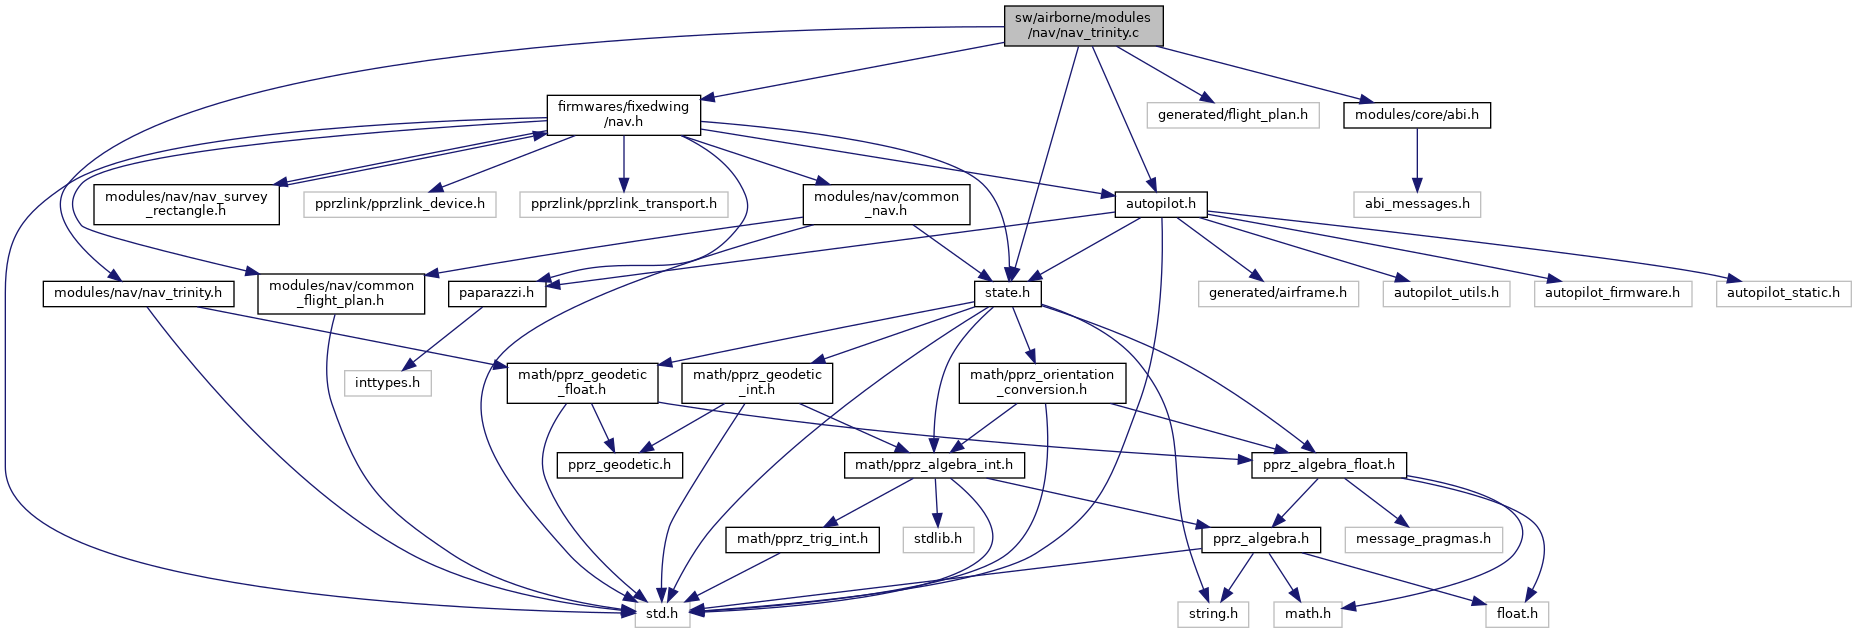 sw/airborne/modules
/nav/nav_trinity.c
firmwares/fixedwing
/nav.h
generated/flight_plan.h
modules/core/abi.h
modules/nav/nav_survey
_rectangle.h
pprzlink/pprzlink_device.h
pprzlink/pprzlink_transport.h
modules/nav/common
_nav.h
autopilot.h
abi_messages.h
modules/nav/nav_trinity.h
modules/nav/common
_flight_plan.h
paparazzi.h
state.h
generated/airframe.h
autopilot_utils.h
autopilot_firmware.h
autopilot_static.h
inttypes.h
math/pprz_geodetic
_float.h
math/pprz_geodetic
_int.h
math/pprz_orientation
_conversion.h
pprz_geodetic.h
math/pprz_algebra_int.h
pprz_algebra_float.h
math/pprz_trig_int.h
stdlib.h
pprz_algebra.h
message_pragmas.h
std.h
string.h
math.h
float.h